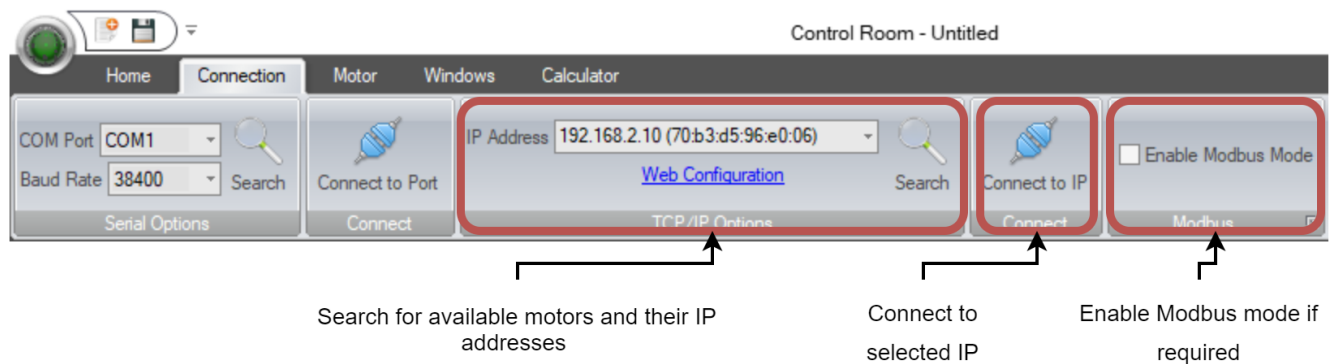 Control Room - Untitled
Home Connection Motor Windows Calculator
COM Port COM1
Baud Rate 38400
Search
Serial Options
Connect to Port
Connect
IP Address 192.168.2.10 (70:b3:d5:96:e0:06)
Web Configuration
Search
TCP/IP Options
Connect to IP
Connect
Enable Modbus Mode
Modbus
Search for available motors and their IP
addresses
Connect to
selected IP
Enable Modbus mode if
required